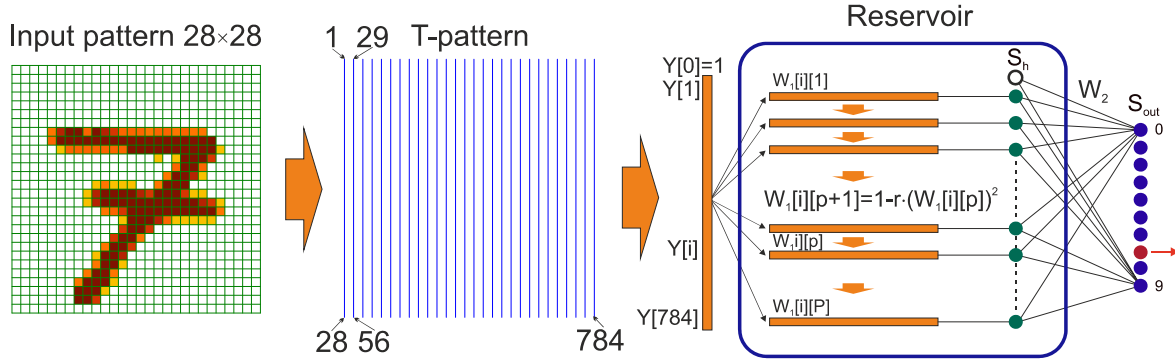 Input pattern 28×28
1 29 T-pattern
28 56 784
Reservoir
Y[0]=1
Y[1]
Y[i]
Y[784]
W₁[i][1]
W₁[i][p+1]=1-r·(W₁[i][p])²
W₁i][p]
W₁[i][P]
Sₕ
W₂
Sₒᵤₜ
0
9